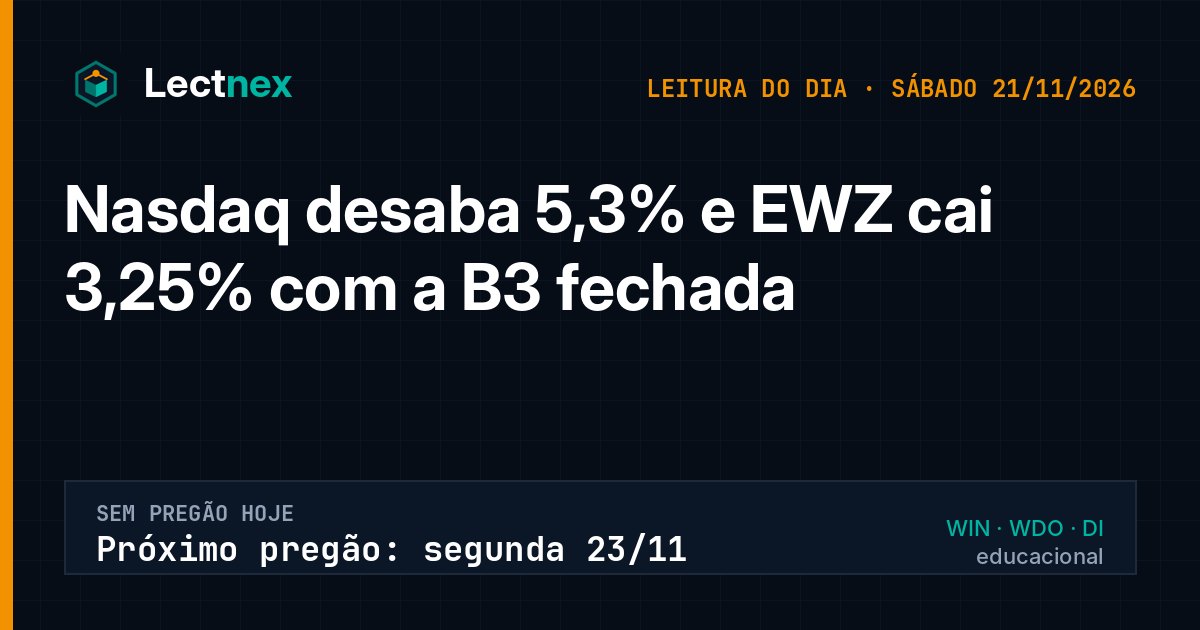 Lectnex
LEITURA DO DIA · SÁBADO 21/11/2026
Nasdaq desaba 5,3% e EWZ cai
3,25% com a B3 fechada
SEM PREGÃO HOJE
Próximo pregão: segunda 23/11
WIN · WDO · DI
educacional